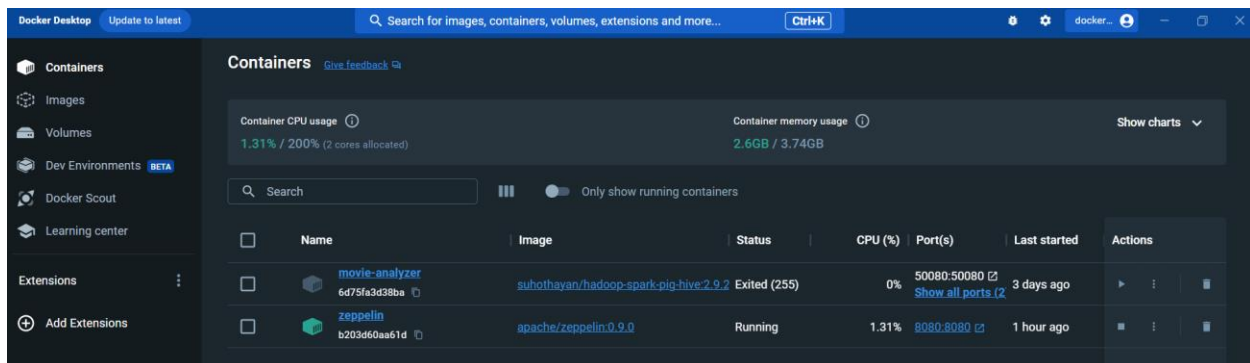 Docker Desktop Update to latest Search for images, containers, volumes, extensions and more... Ctrl+K docker...
Containers
Images
Volumes
Dev Environments BETA
Docker Scout
Learning center
Extensions
Add Extensions
Containers Give feedback
Container CPU usage
1.31% / 200% (2 cores allocated)
Container memory usage
2.6GB / 3.74GB
Show charts
Search Only show running containers
Name Image Status CPU (%) Port(s) Last started Actions
movie-analyzer
6d75fa3d38ba
suhothayan/hadoop-spark-pig-hive:2.9.2 Exited (255) 0% 50080:50080 3 days ago
Show all ports (2
zeppelin
b203d60aa61d
apache/zeppelin:0.9.0 Running 1.31% 8080:8080 1 hour ago